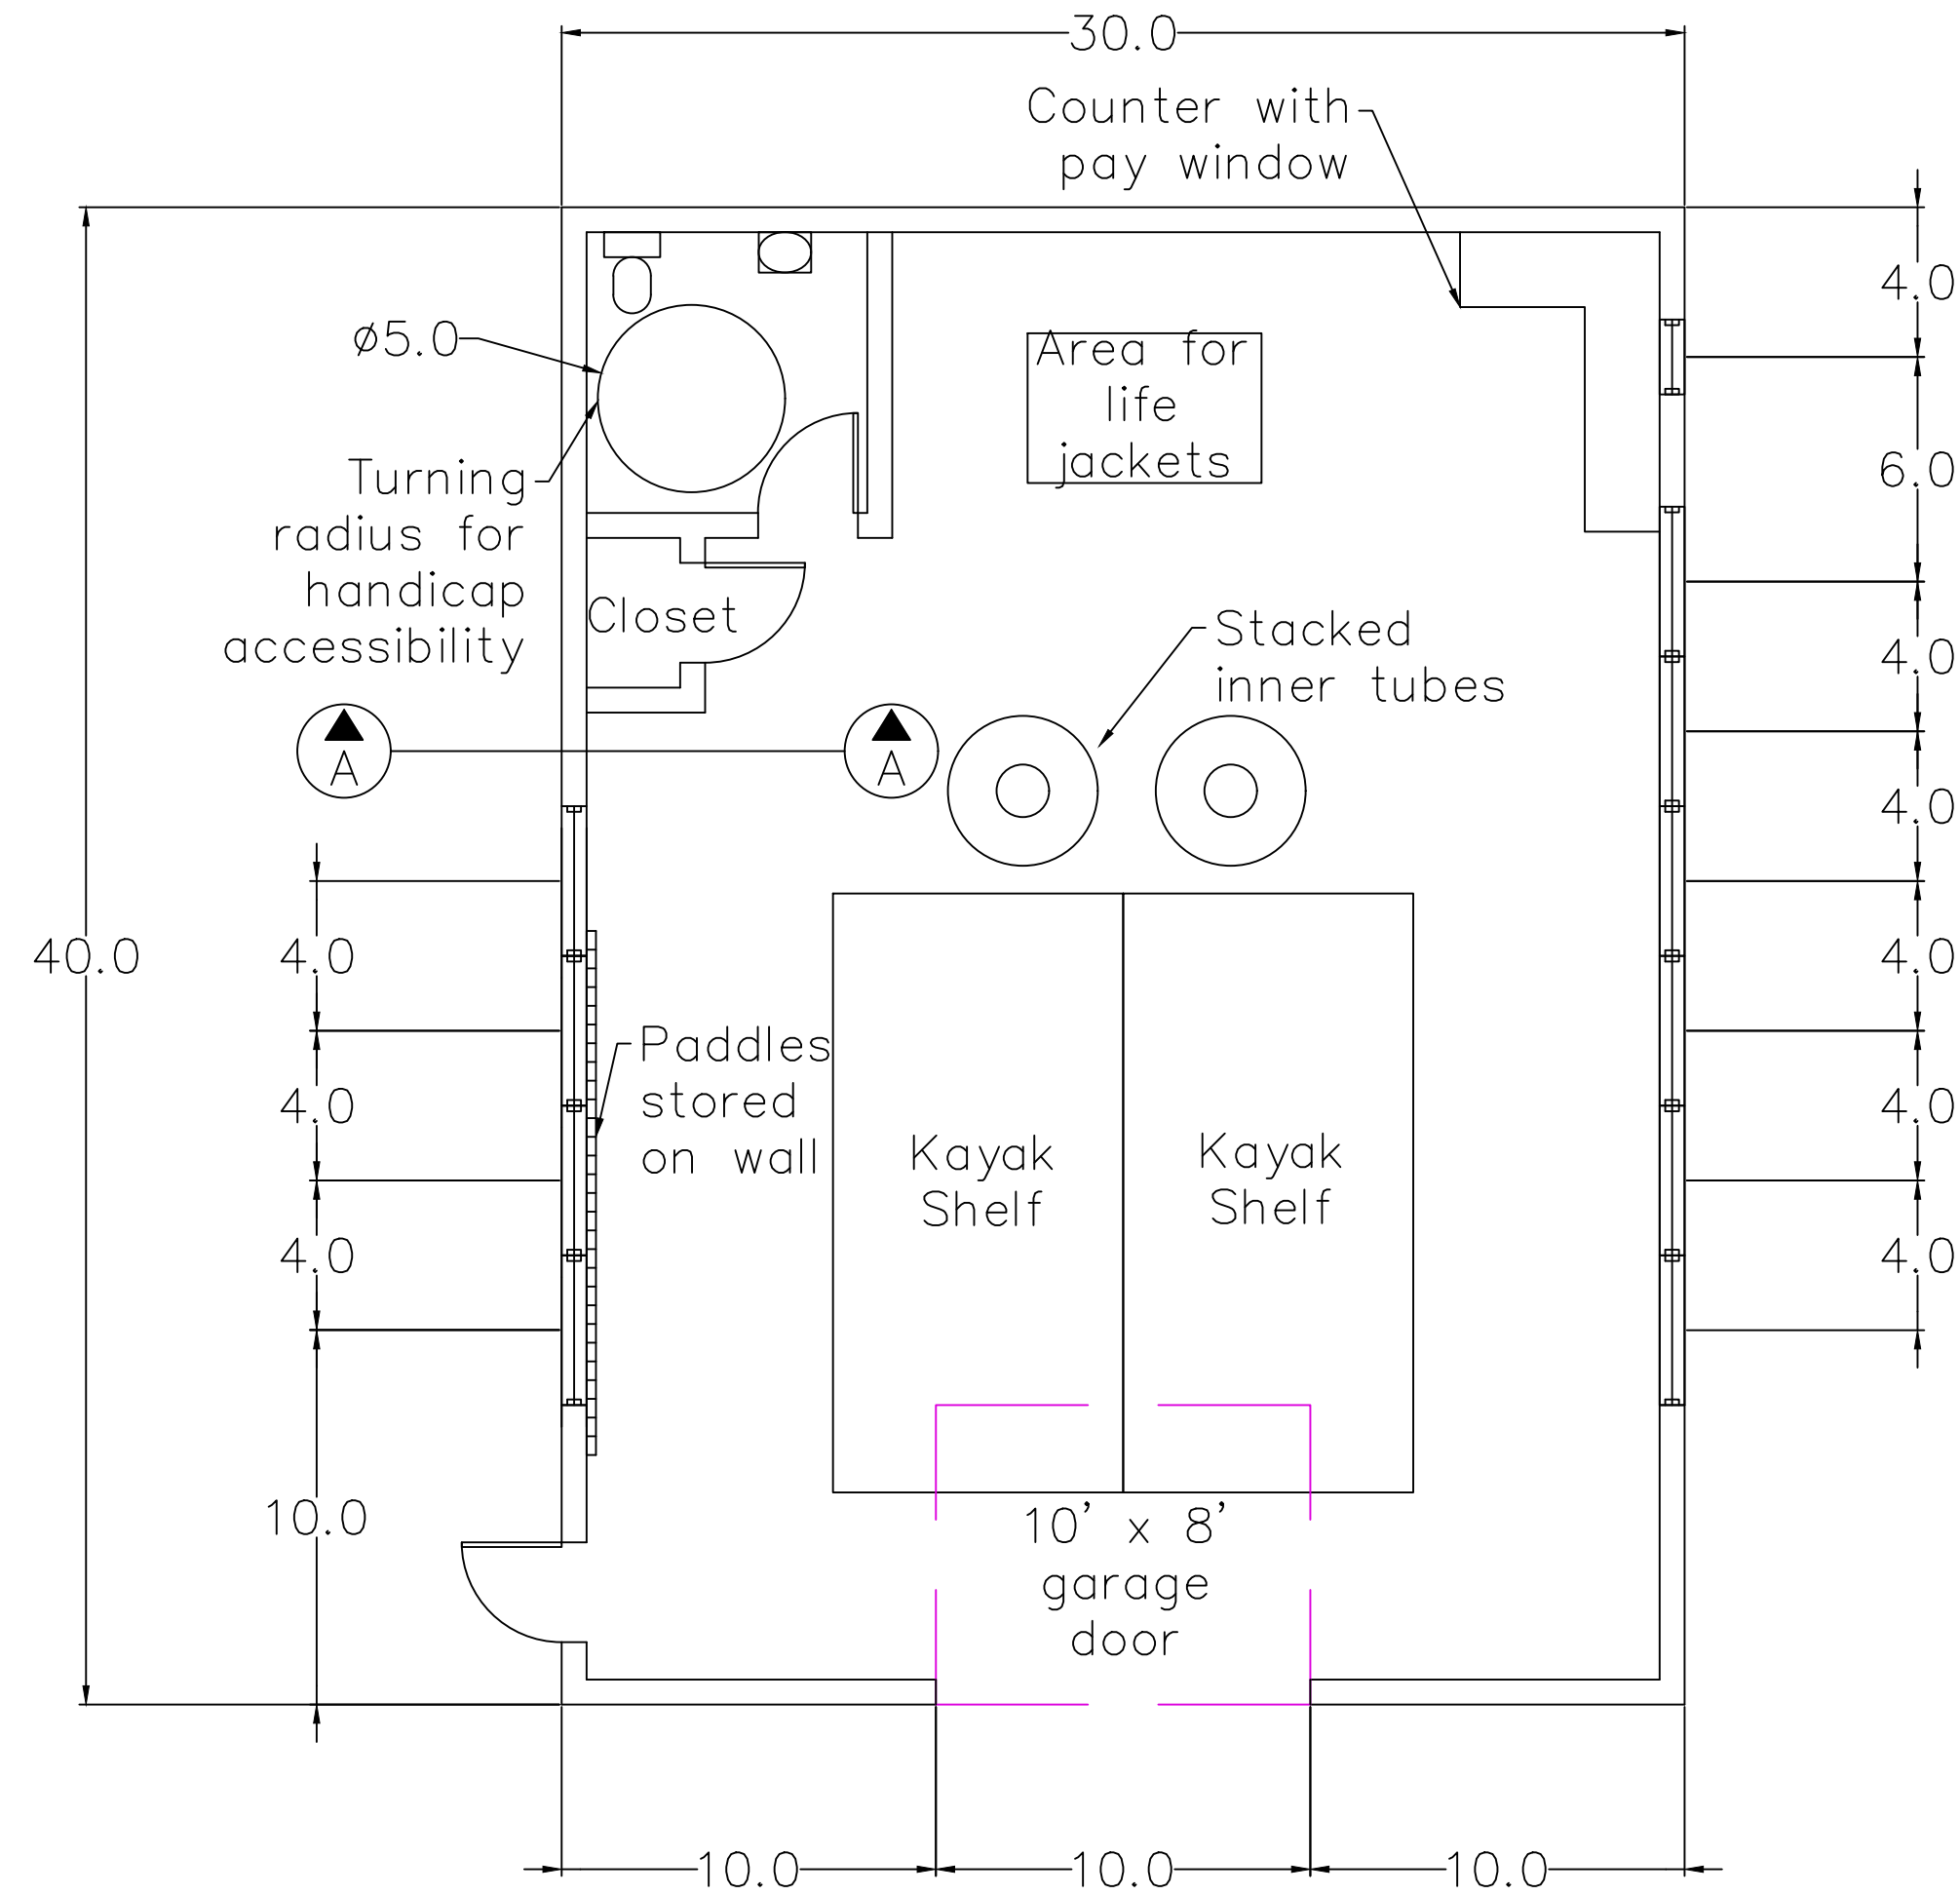 30.0
Counter with
pay window
4.0
ø5.0
Area for
life
jackets
6.0
Turning
radius for
handicap
accessibility
Closet
Stacked
inner tubes
4.0
A
A
4.0
40.0
4.0
4.0
Paddles
stored
on wall
4.0
4.0
Kayak
Shelf
Kayak
Shelf
4.0
4.0
10.0
10' x 8'
garage
door
10.0
10.0
10.0